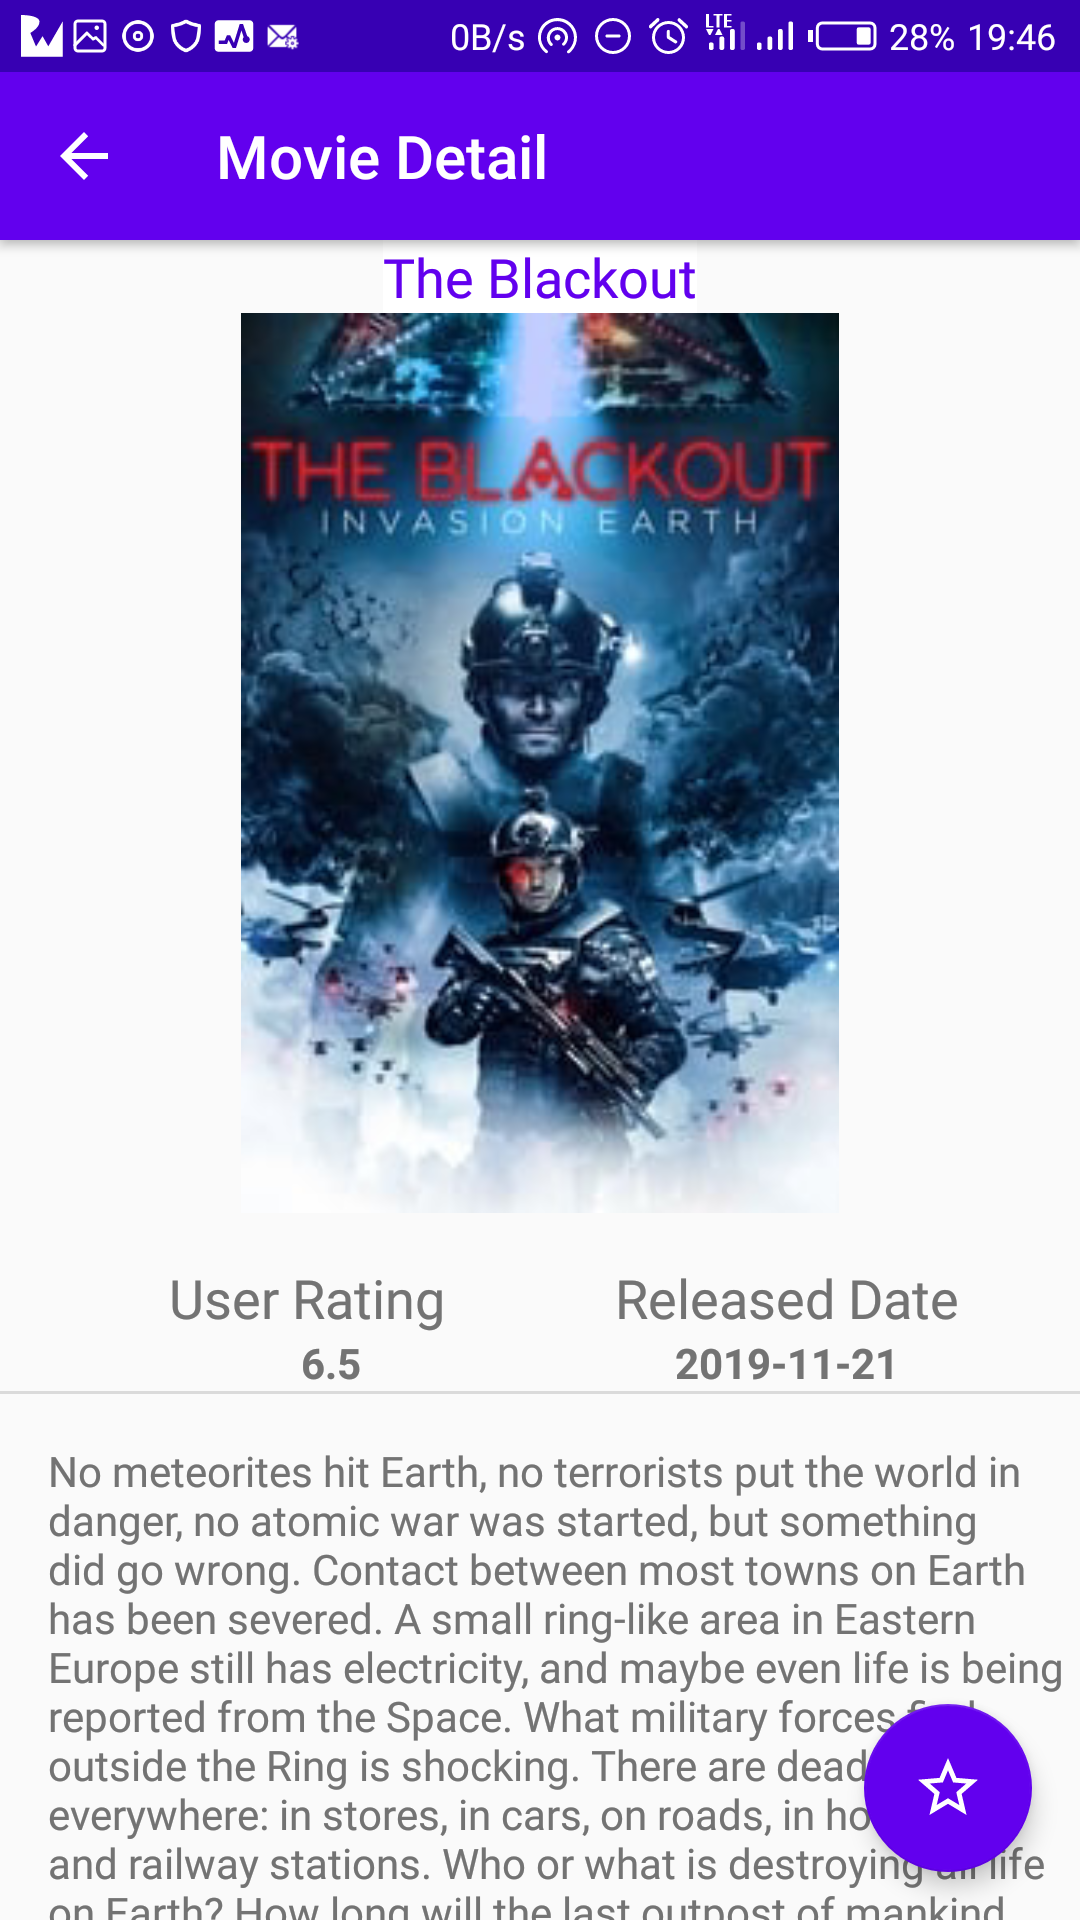 0B/s LTE 28% 19:46
Movie Detail
The Blackout
THE BLACKOUT
INVASION EARTH
User Rating
Released Date
6.5
2019-11-21
No meteorites hit Earth, no terrorists put the world in
danger, no atomic war was started, but something
did go wrong. Contact between most towns on Earth
has been severed. A small ring-like area in Eastern
Europe still has electricity, and maybe even life is being
reported from the Space. What military forces
outside the Ring is shocking. There are dead
everywhere: in stores, in cars, on roads, in ho
and railway stations. Who or what is destroying all life
on Earth? How long will the last outpost of mankind